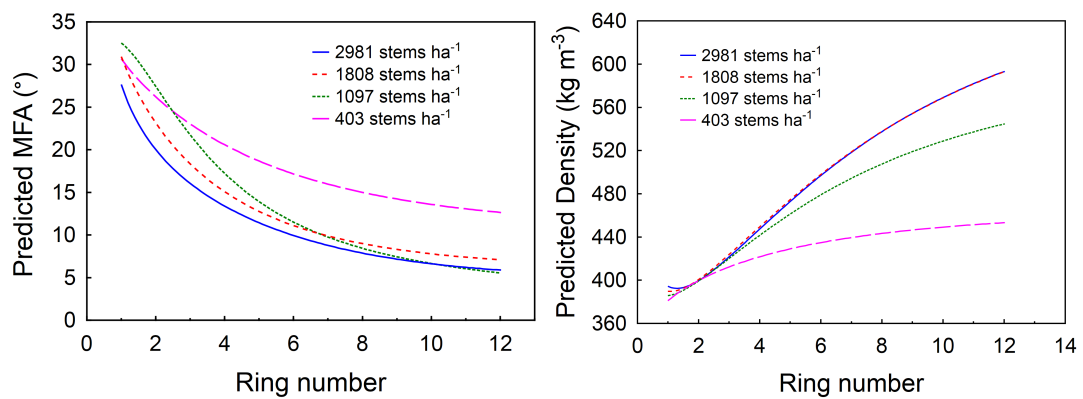 35
30
25
20
15
10
5
0
Predicted MFA (°)
2981 stems ha⁻¹
1808 stems ha⁻¹
1097 stems ha⁻¹
403 stems ha⁻¹
0 2 4 6 8 10 12
Ring number
640
600
560
520
480
440
400
360
Predicted Density (kg m⁻³)
2981 stems ha⁻¹
1808 stems ha⁻¹
1097 stems ha⁻¹
403 stems ha⁻¹
0 2 4 6 8 10 12 14
Ring number